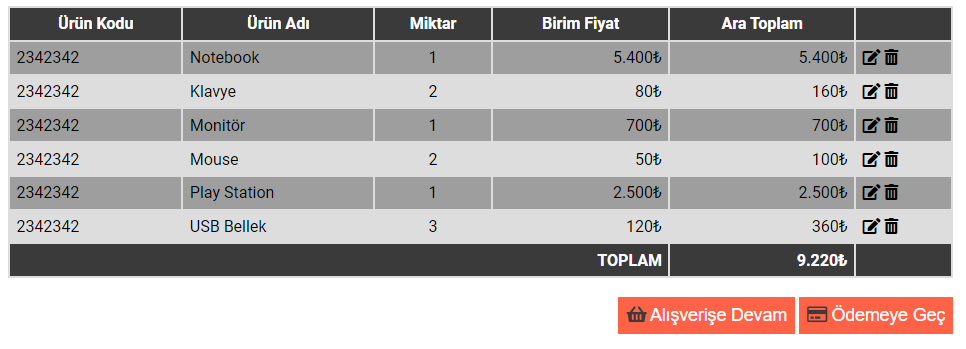 Ürün Kodu Ürün Adı Miktar Birim Fiyat Ara Toplam
2342342 Notebook 1 5.400₺ 5.400₺
2342342 Klavye 2 80₺ 160₺
2342342 Monitör 1 700₺ 700₺
2342342 Mouse 2 50₺ 100₺
2342342 Play Station 1 2.500₺ 2.500₺
2342342 USB Bellek 3 120₺ 360₺
TOPLAM 9.220₺
Alışverişe Devam Ödemeye Geç